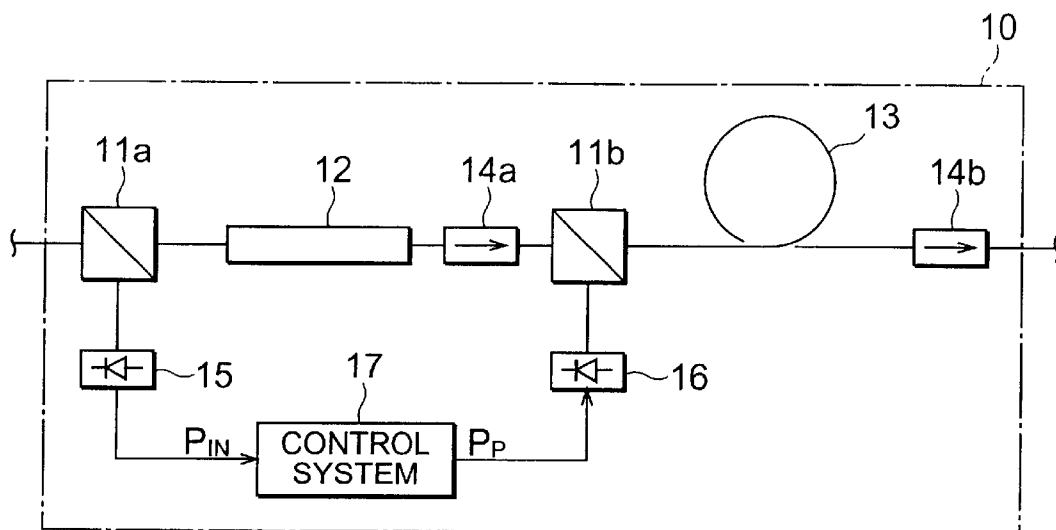 10
11a
12
14a
11b
13
14b
15
17
16
P_IN
CONTROL
SYSTEM
P_P